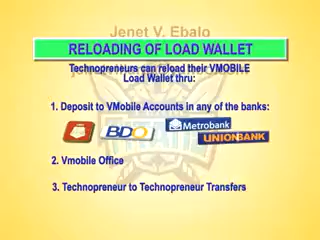 Jenet V. Ebalo
RELOADING OF LOAD WALLET
Technopreneurs can reload their VMOBILE
Load Wallet thru:
1. Deposit to VMobile Accounts in any of the banks:
BDO
Metrobank
UNIONBANK
2. Vmobile Office
3. Technopreneur to Technopreneur Transfers